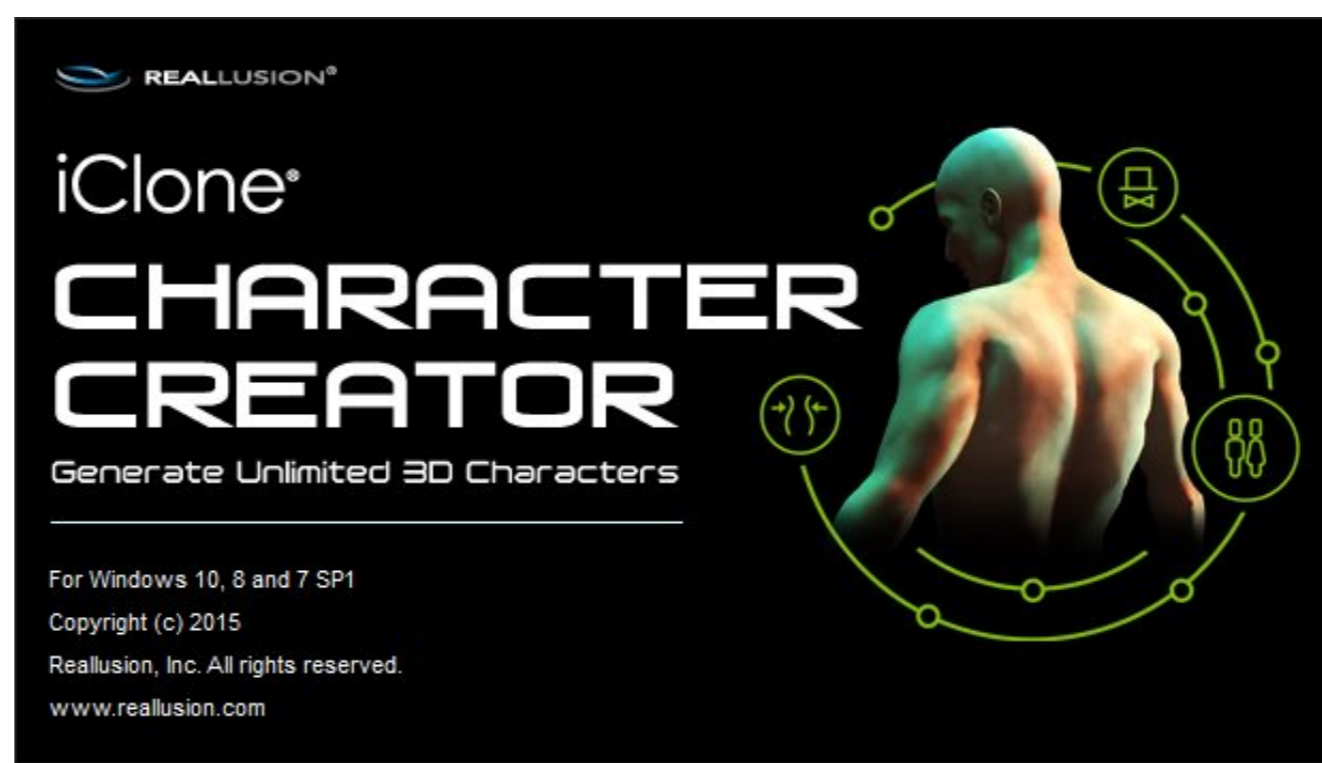 REALLUSION®
iClone®
CHARACTER
CREATOR
Generate Unlimited 3D Characters
For Windows 10, 8 and 7 SP1
Copyright (c) 2015
Reallusion, Inc. All rights reserved.
www.reallusion.com